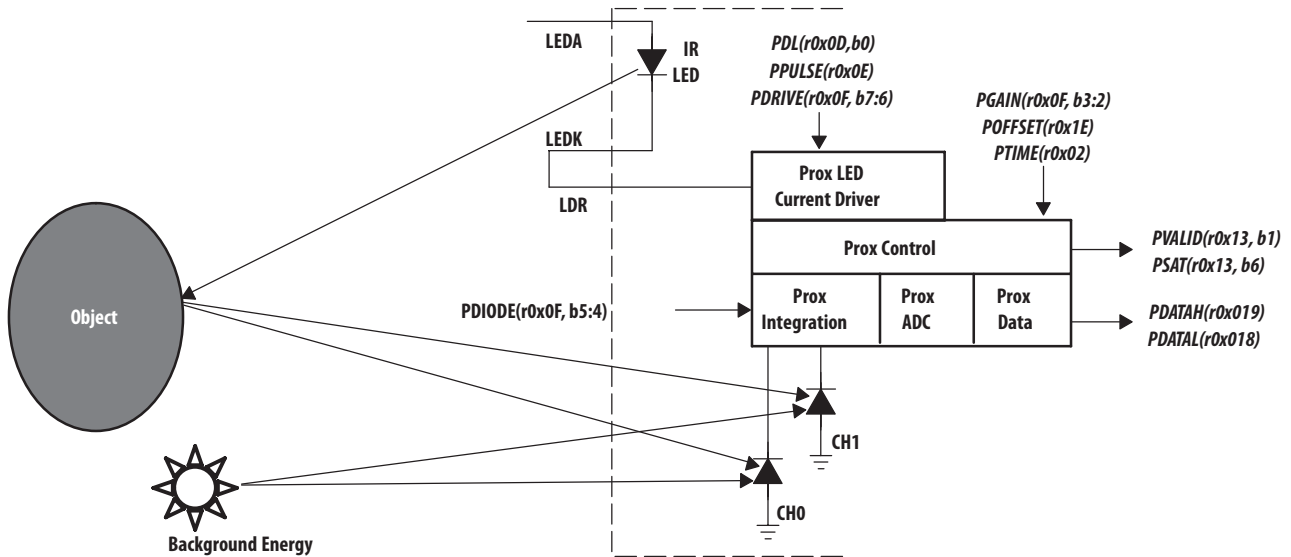 LEDA
IR
LED
LEDK
LDR
PDL(r0x0D,b0)
PPULSE(r0x0E)
PDRIVE(r0x0F, b7:6)
PGAIN(r0x0F, b3:2)
POFFSET(r0x1E)
PTIME(r0x02)
Prox LED
Current Driver
Prox Control
PVALID(r0x13, b1)
PSAT(r0x13, b6)
Object
PDIODE(r0x0F, b5:4)
Prox
Integration
Prox
ADC
Prox
Data
PDATAH(r0x019)
PDATAL(r0x018)
CH1
CH0
Background Energy